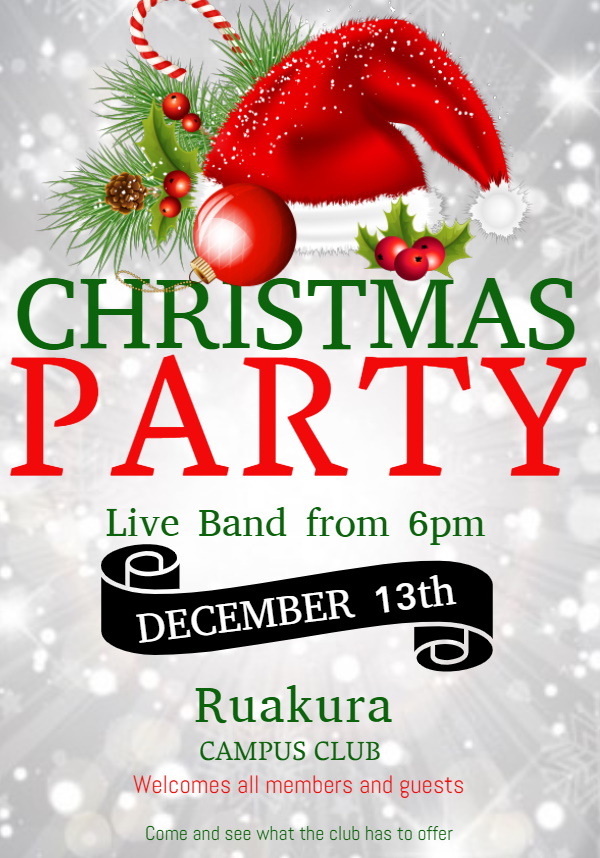 CHRISTMAS
PARTY
Live Band from 6pm
DECEMBER 13th
Ruakura
CAMPUS CLUB
Welcomes all members and guests
Come and see what the club has to offer